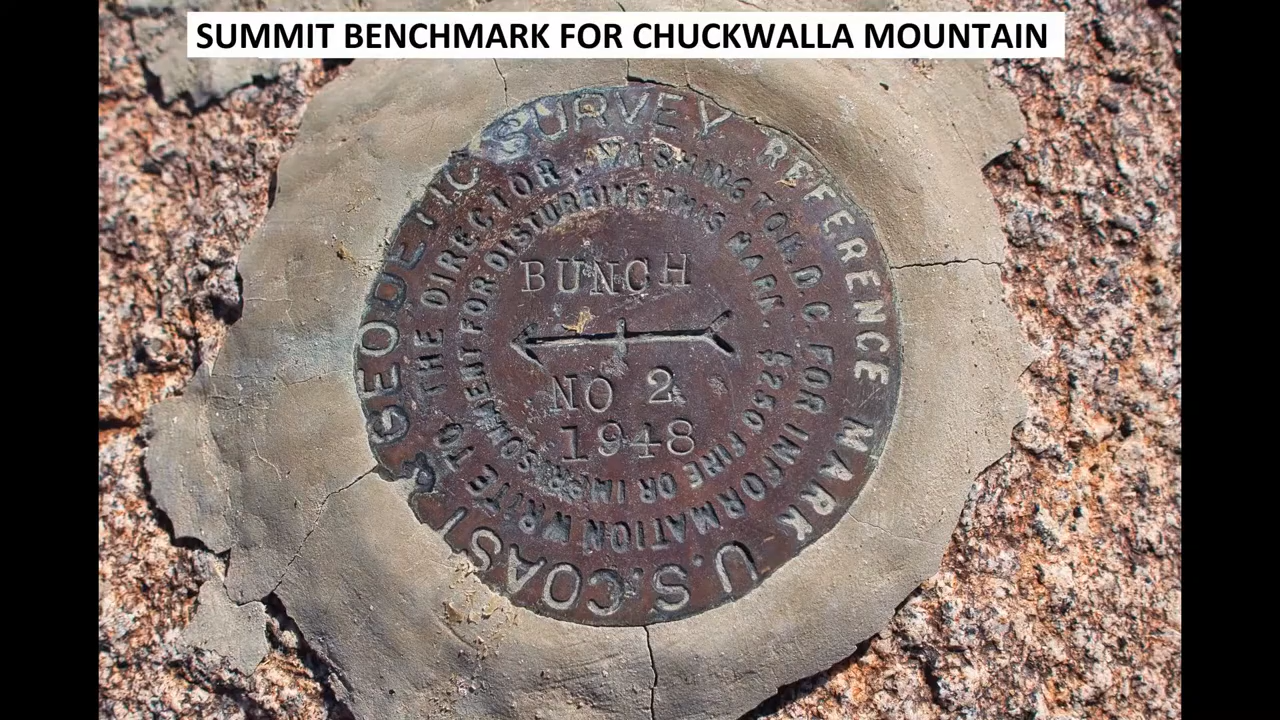 SUMMIT BENCHMARK FOR CHUCKWALLA MOUNTAIN
U.S. COAST & GEODETIC SURVEY REFERENCE MARK
FOR INFORMATION WRITE TO THE DIRECTOR, WASHINGTON, D.C.
$250 FINE OR IMPRISONMENT FOR DISTURBING THIS MARK.
BUNCH
NO 2
1948